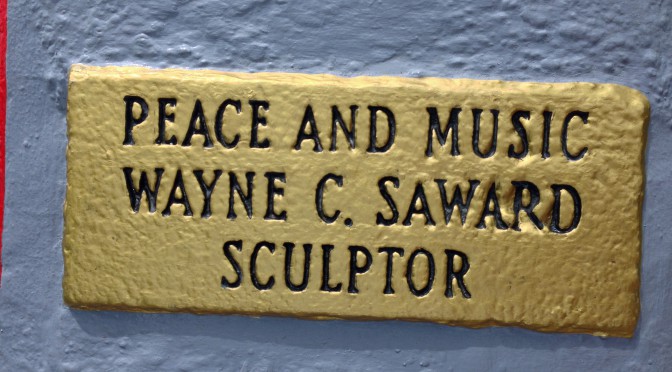 PEACE AND MUSIC
WAYNE C. SAWARD
SCULPTOR